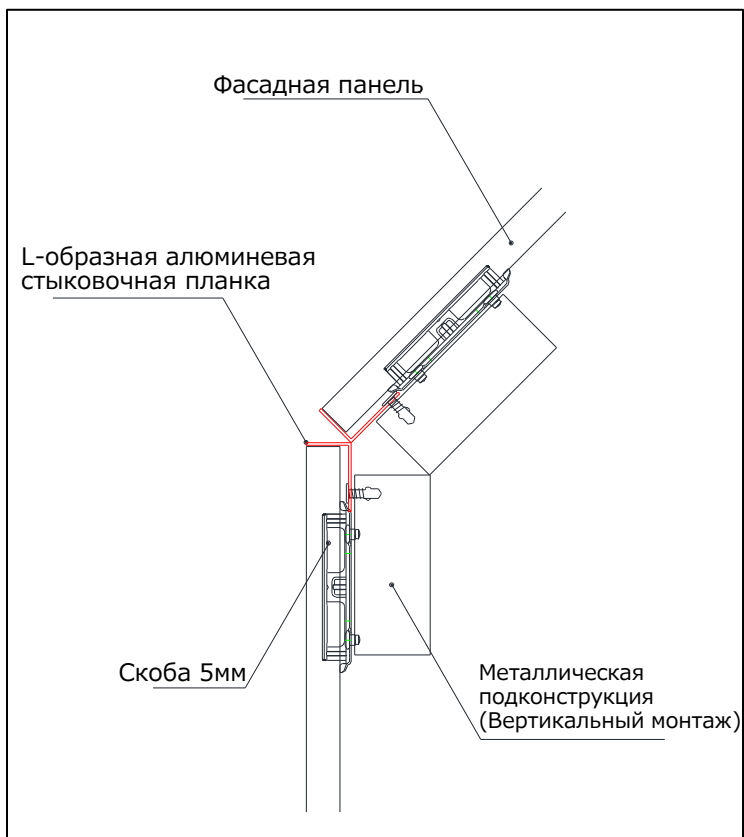 Фасадная панель
L-образная алюминевая
стыковочная планка
Скоба 5мм
Металлическая
подконструкция
(Вертикальный монтаж)